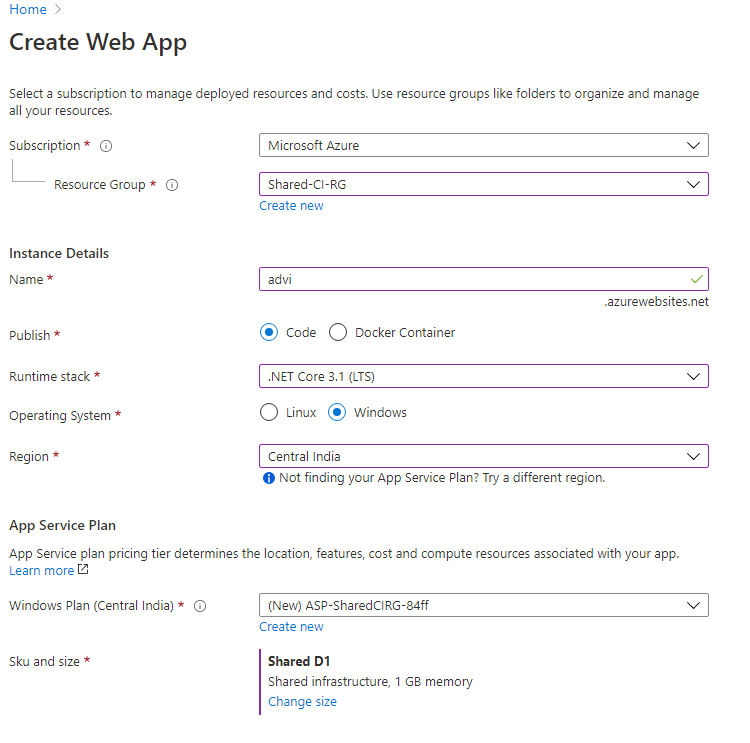 Home >
Create Web App
Select a subscription to manage deployed resources and costs. Use resource groups like folders to organize and manage
all your resources.
Subscription *
Microsoft Azure
Resource Group *
Shared-CI-RG
Create new
Instance Details
Name *
advi
.azurewebsites.net
Publish *
Code
Docker Container
Runtime stack *
.NET Core 3.1 (LTS)
Operating System *
Linux
Windows
Region *
Central India
Not finding your App Service Plan? Try a different region.
App Service Plan
App Service plan pricing tier determines the location, features, cost and compute resources associated with your app.
Learn more
Windows Plan (Central India) *
(New) ASP-SharedCIRG-84ff
Create new
Sku and size *
Shared D1
Shared infrastructure, 1 GB memory
Change size